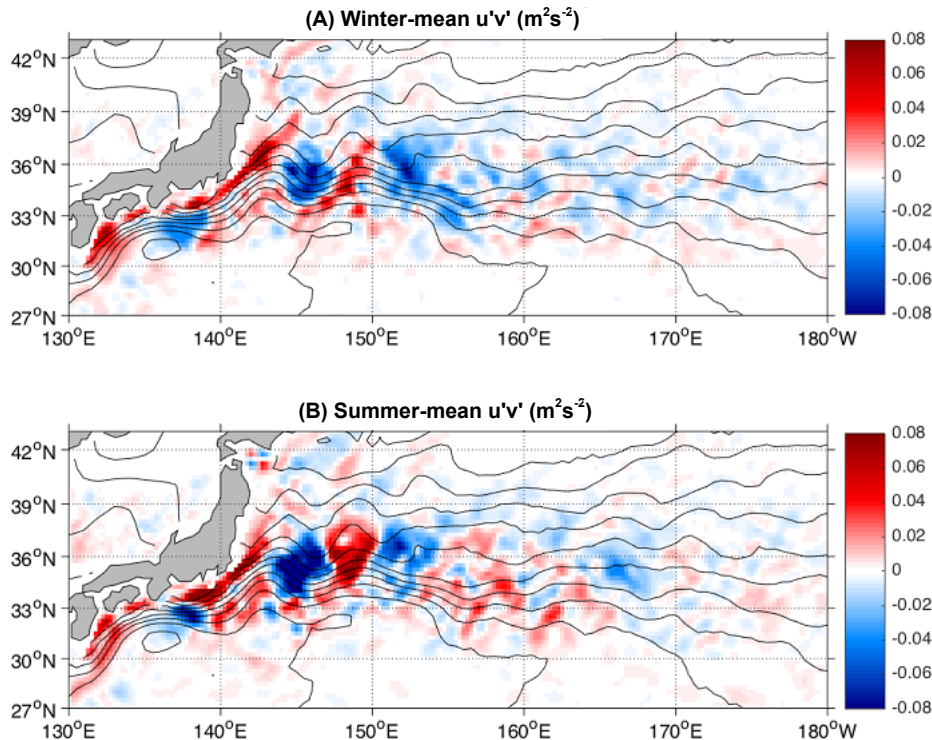 (A) Winter-mean u'v' (m²s⁻²)
42°N
39°N
36°N
33°N
30°N
27°N
130°E 140°E 150°E 160°E 170°E 180°W
0.08
0.06
0.04
0.02
0
-0.02
-0.04
-0.06
-0.08
(B) Summer-mean u'v' (m²s⁻²)
42°N
39°N
36°N
33°N
30°N
27°N
130°E 140°E 150°E 160°E 170°E 180°W
0.08
0.06
0.04
0.02
0
-0.02
-0.04
-0.06
-0.08